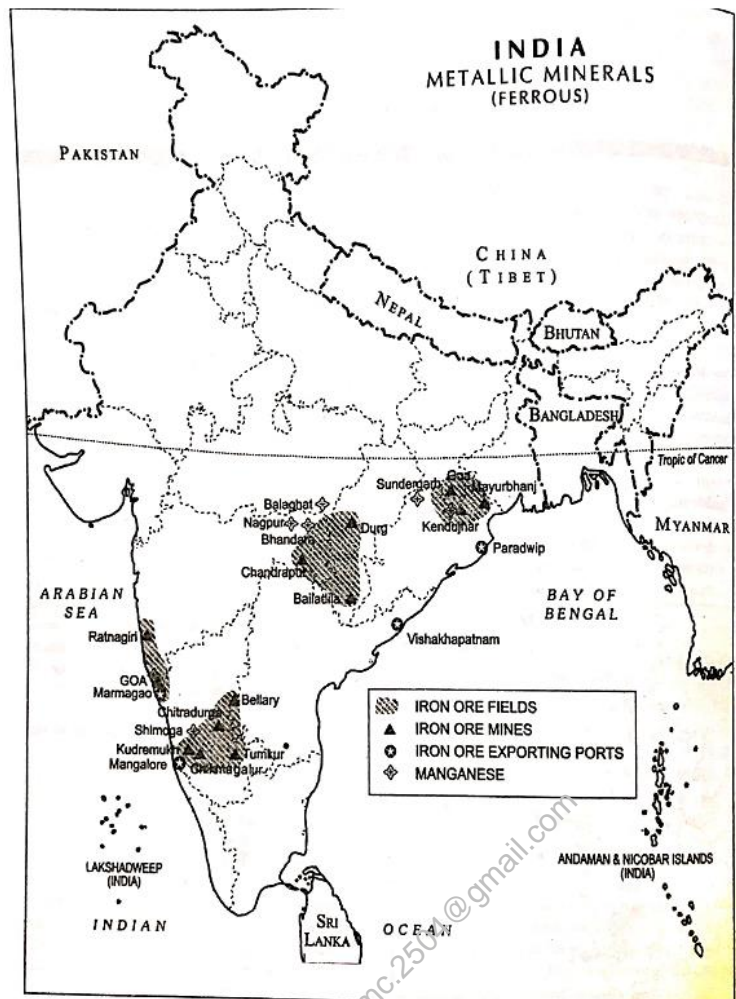 INDIA
METALLIC MINERALS
(FERROUS)
PAKISTAN
CHINA
(TIBET)
NEPAL
BHUTAN
BANGLADESH
Tropic of Cancer
MYANMAR
Sundergarh
Mayurbhanj
Kendujhar
Balaghat
Nagpur
Bhandara
Durg
Chandrapur
Bailadila
Paradwip
Vishakhapatnam
ARABIAN
SEA
BAY OF
BENGAL
Ratnagiri
GOA
Marmagao
Bellary
Chitradurga
Shimoga
Kudremukh
Mangalore
Chikmagalur
Tumkur
IRON ORE FIELDS
IRON ORE MINES
IRON ORE EXPORTING PORTS
MANGANESE
LAKSHADWEEP
(INDIA)
ANDAMAN & NICOBAR ISLANDS
(INDIA)
INDIAN
OCEAN
SRI
LANKA
@gmail.com